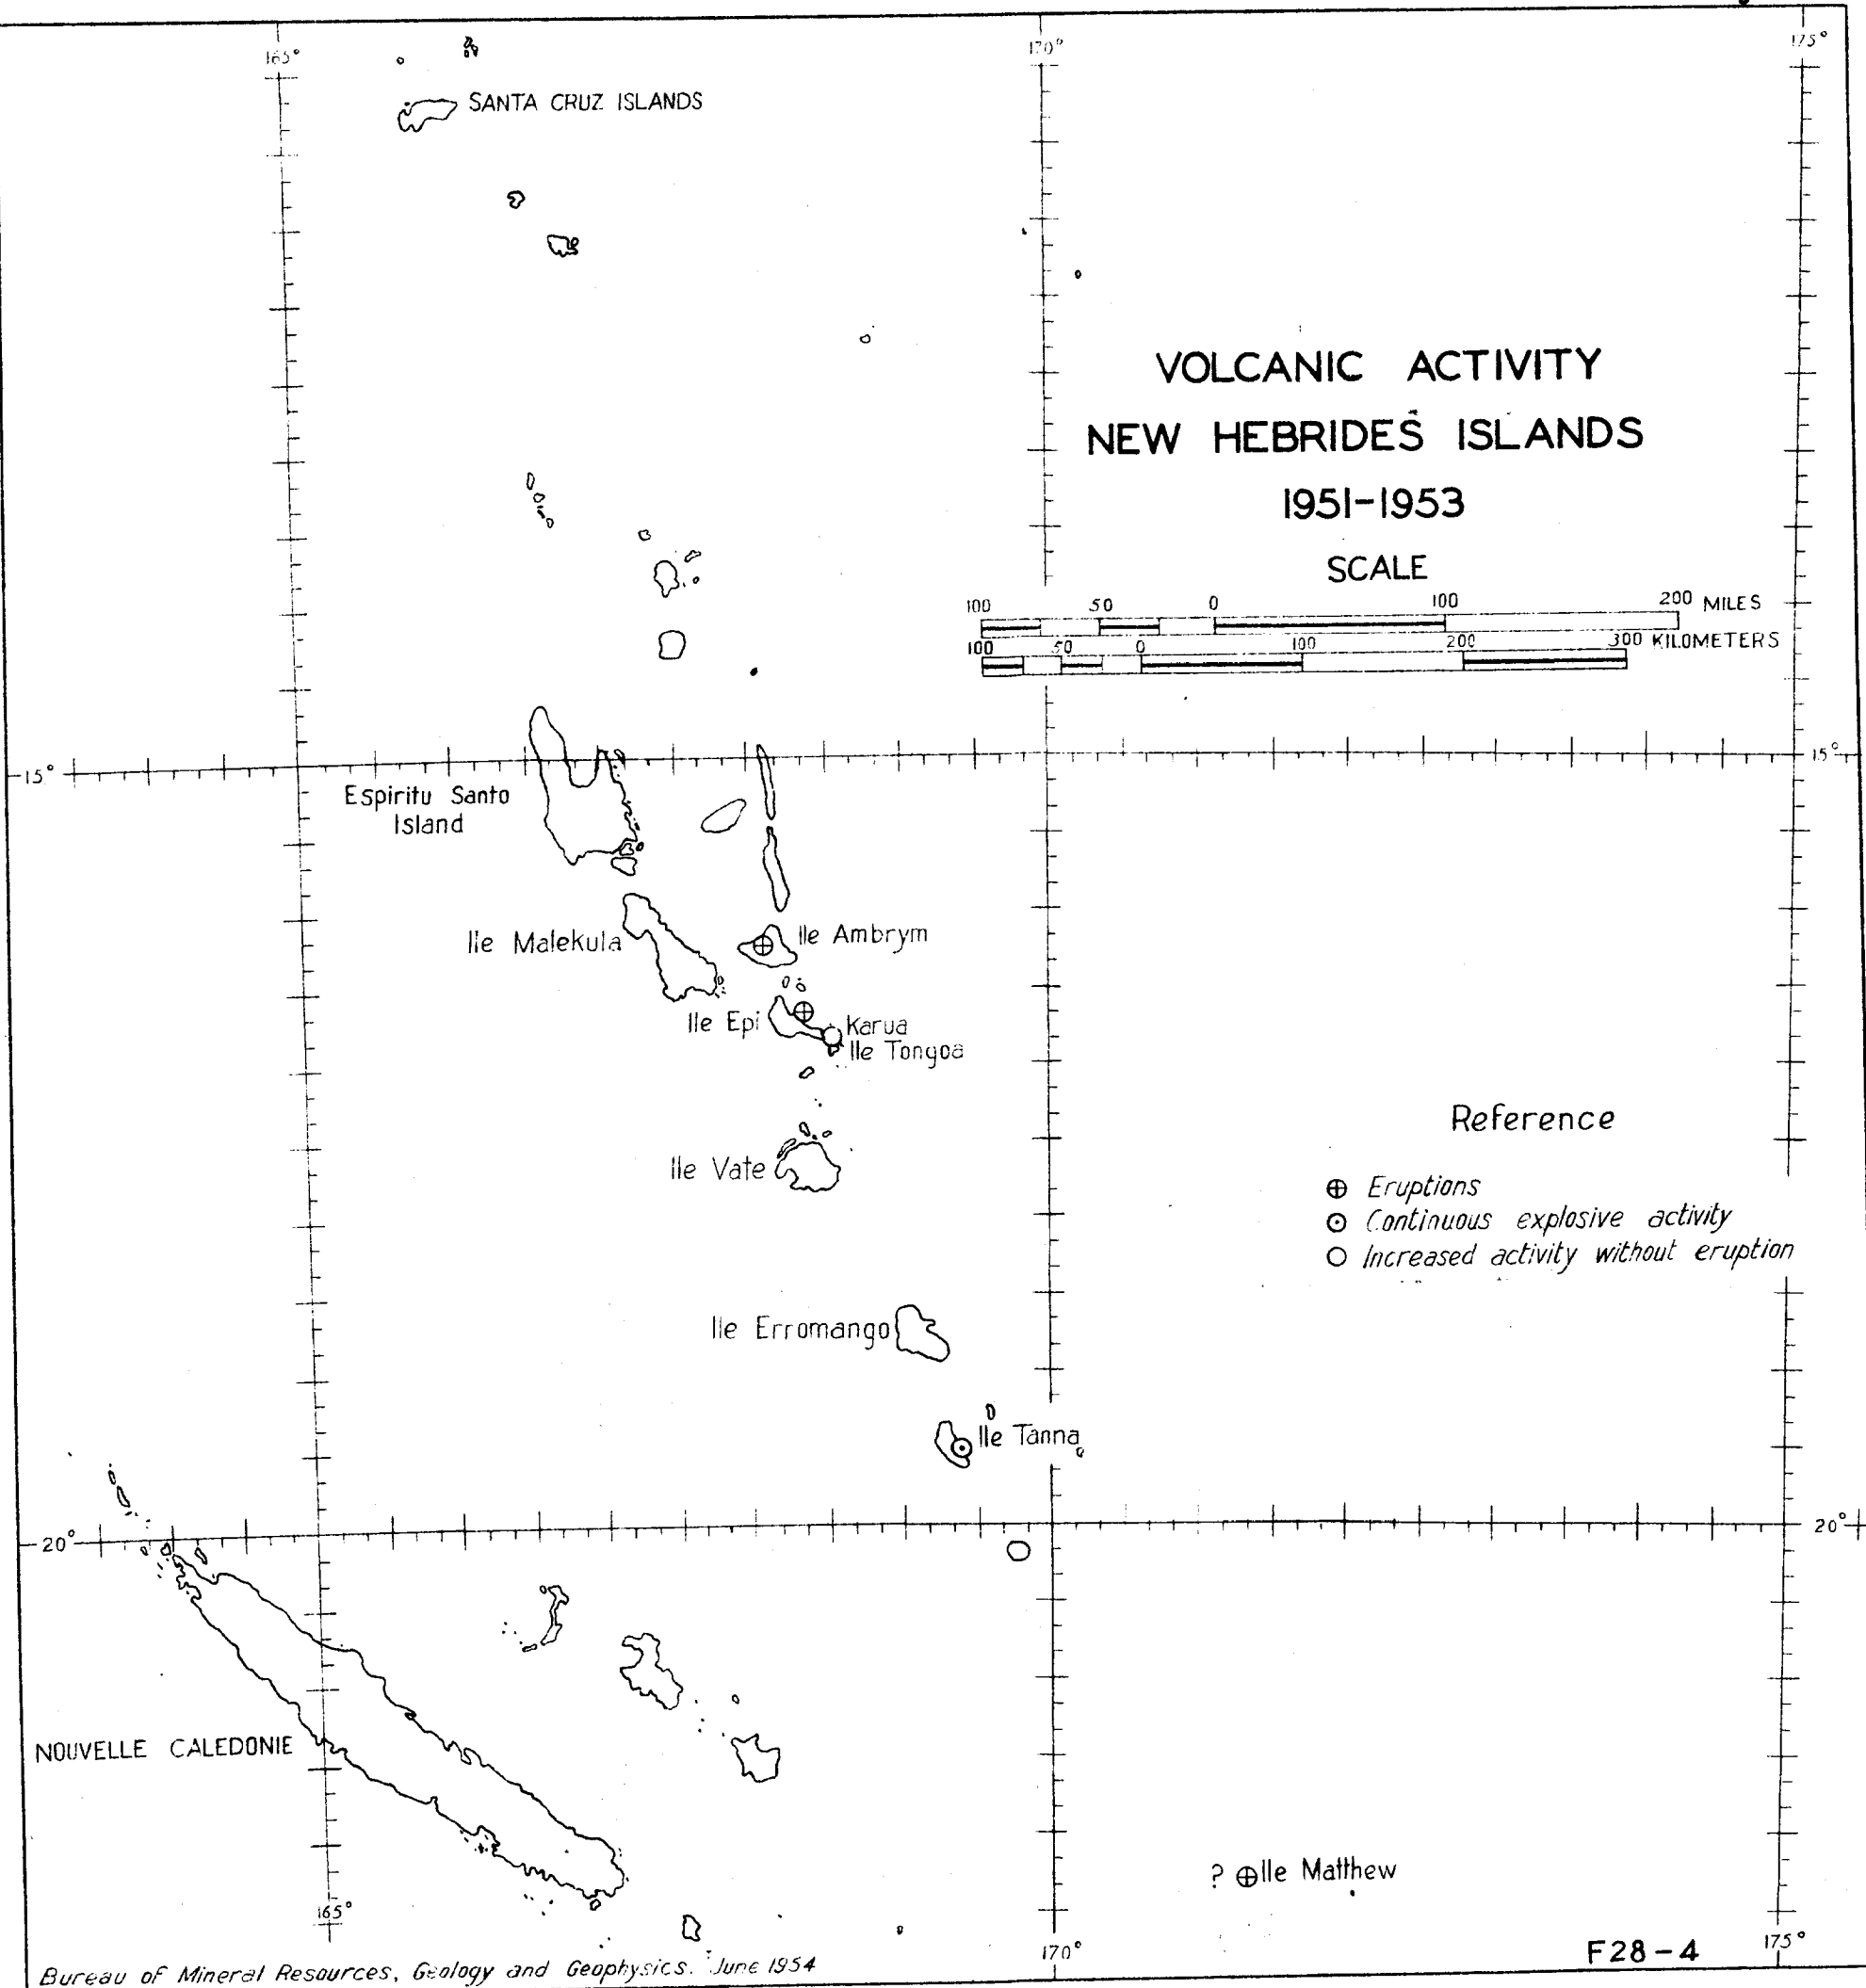 165°
170°
175°
SANTA CRUZ ISLANDS
VOLCANIC ACTIVITY
NEW HEBRIDES ISLANDS
1951-1953
SCALE
100 50 0 100 200 MILES
100 50 0 100 200 300 KILOMETERS
15°
15°
Espiritu Santo
Island
Ile Malekula
Ile Ambrym
Ile Epi
Karua
Ile Tongoa
Ile Vate
Reference
⊕ Eruptions
⊙ Continuous explosive activity
○ Increased activity without eruption
Ile Erromango
Ile Tanna
20°
20°
NOUVELLE CALEDONIE
? ⊕ Ile Matthew
165°
170°
175°
F28-4
Bureau of Mineral Resources, Geology and Geophysics. June 1954